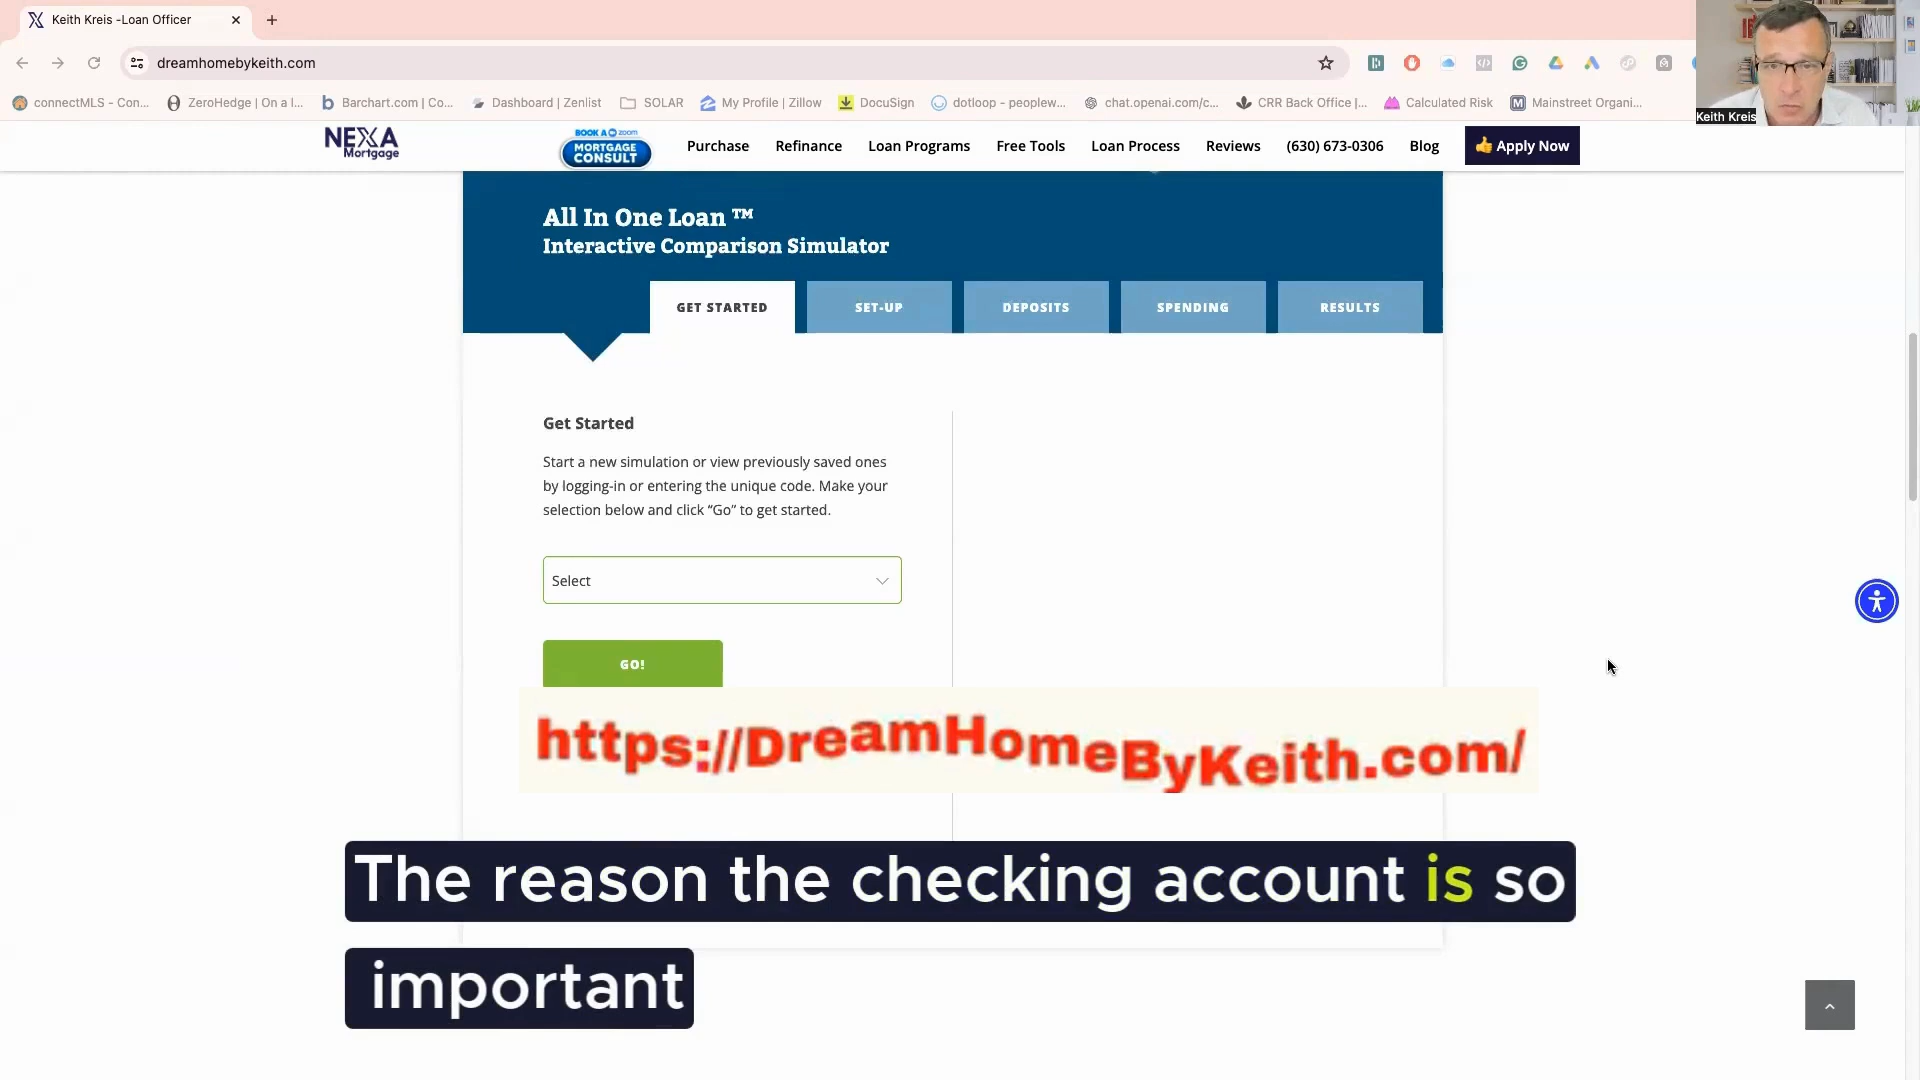 Keith Kreis -Loan Officer
dreamhomebykeith.com
connectMLS - Con...
ZeroHedge | On a l...
Barchart.com | Co...
Dashboard | Zenlist
SOLAR
My Profile | Zillow
DocuSign
dotloop - peoplew...
chat.openai.com/c...
CRR Back Office |...
Calculated Risk
Mainstreet Organi...
Keith Kreis
NEXA
Mortgage
BOOK A zoom
MORTGAGE
CONSULT
Purchase
Refinance
Loan Programs
Free Tools
Loan Process
Reviews
(630) 673-0306
Blog
👍 Apply Now
All In One Loan ™
Interactive Comparison Simulator
GET STARTED
SET-UP
DEPOSITS
SPENDING
RESULTS
Get Started
Start a new simulation or view previously saved ones
by logging-in or entering the unique code. Make your
selection below and click “Go” to get started.
Select
GO!
https://DreamHomeByKeith.com/
The reason the checking account is so
important